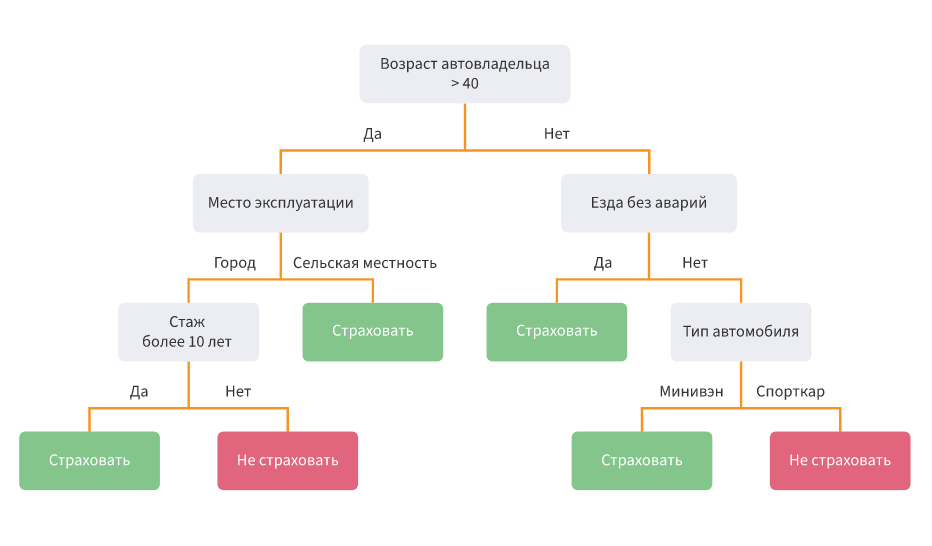 Возраст автовладельца
> 40
Да
Нет
Место эксплуатации
Езда без аварий
Город
Сельская местность
Да
Нет
Стаж
более 10 лет
Страховать
Страховать
Тип автомобиля
Да
Нет
Минивэн
Спорткар
Страховать
Не страховать
Страховать
Не страховать